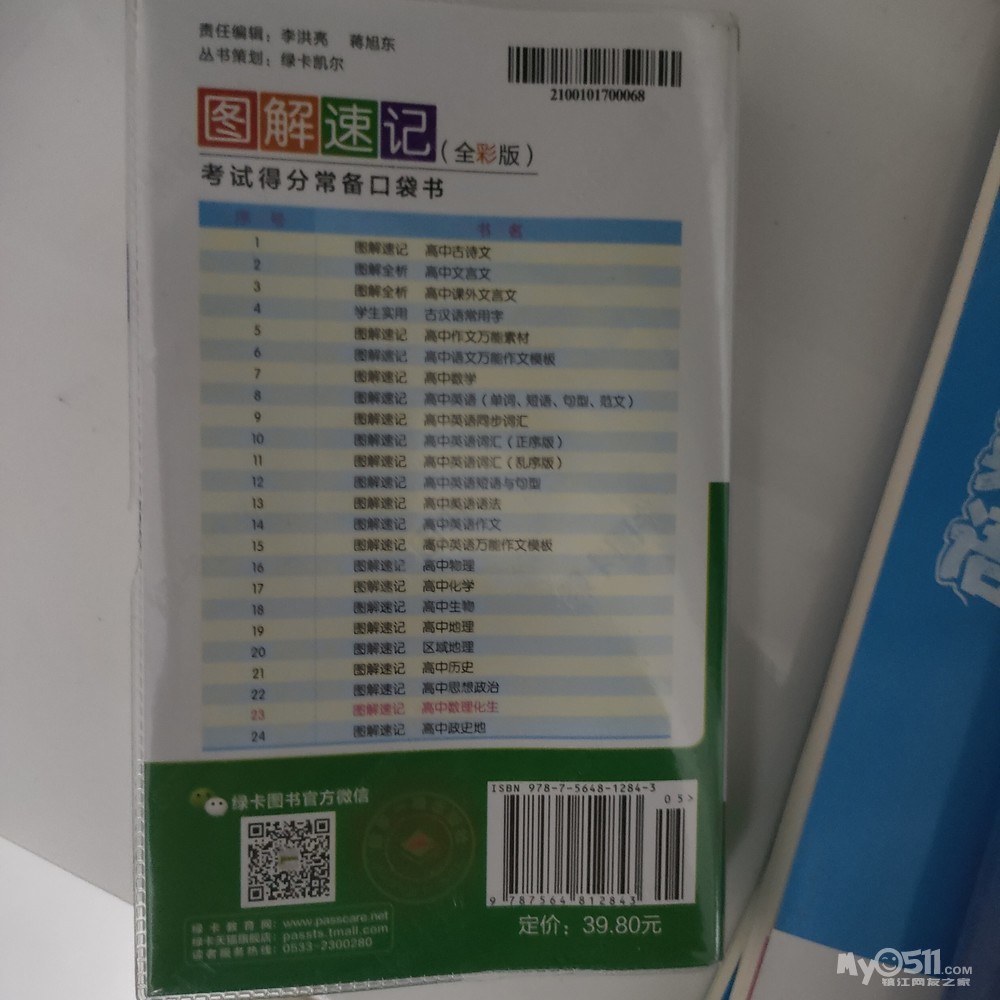 责任编辑：李洪亮 蒋旭东
丛书策划：绿卡凯尔
2100101700068
图解速记（全彩版）
考试得分常备口袋书
序 号 书 名
1 图解速记 高中古诗文
2 图解全析 高中文言文
3 图解全析 高中课外文言文
4 学生实用 古汉语常用字
5 图解速记 高中作文万能素材
6 图解速记 高中语文万能作文模板
7 图解速记 高中数学
8 图解速记 高中英语（单词、短语、句型、范文）
9 图解速记 高中英语同步词汇
10 图解速记 高中英语词汇（正序版）
11 图解速记 高中英语词汇（乱序版）
12 图解速记 高中英语短语与句型
13 图解速记 高中英语语法
14 图解速记 高中英语作文
15 图解速记 高中英语万能作文模板
16 图解速记 高中物理
17 图解速记 高中化学
18 图解速记 高中生物
19 图解速记 高中地理
20 图解速记 区域地理
21 图解速记 高中历史
22 图解速记 高中思想政治
23 图解速记 高中数理化生
24 图解速记 高中政史地
绿卡图书官方微信
ISBN 978-7-5648-1284-3
05>
9 787564 812843
定价：39.80元
绿卡教育网：www.passcare.net
绿卡天猫旗舰店：passts.tmall.com
读者服务热线：0533-2300280
My0511.COM
镇江网友之家